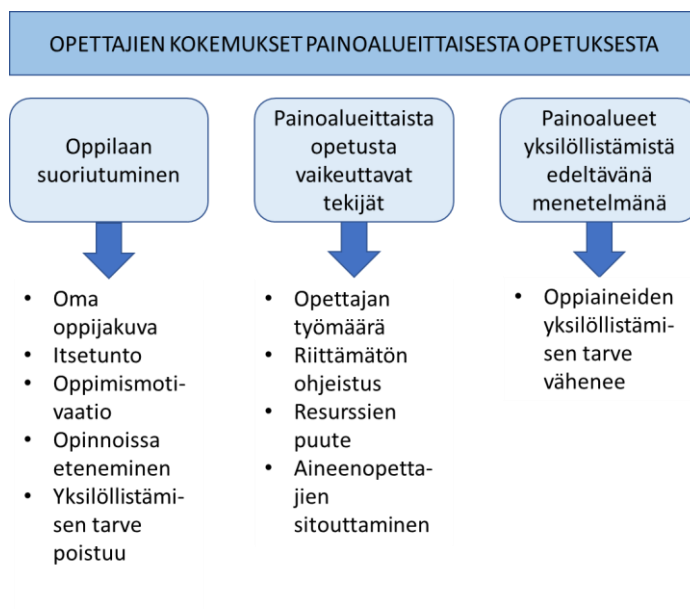 OPETTAJIEN KOKEMUKSET PAINOALUEITTAISESTA OPETUKSESTA
Oppilaan
suoriutuminen
• Oma
oppijakuva
• Itsetunto
• Oppimismoti-
vaatio
• Opinnoissa
eteneminen
• Yksilöllistämi-
sen tarve
poistuu
Painoalueittaista
opetusta
vaikeuttavat
tekijät
• Opettajan
työmäärä
• Riittämätön
ohjeistus
• Resurssien
puute
• Aineenopetta-
jien
sitouttaminen
Painoalueet
yksilöllistämistä
edeltävänä
menetelmänä
• Oppiaineiden
yksilöllistämi-
sen tarve
vähenee